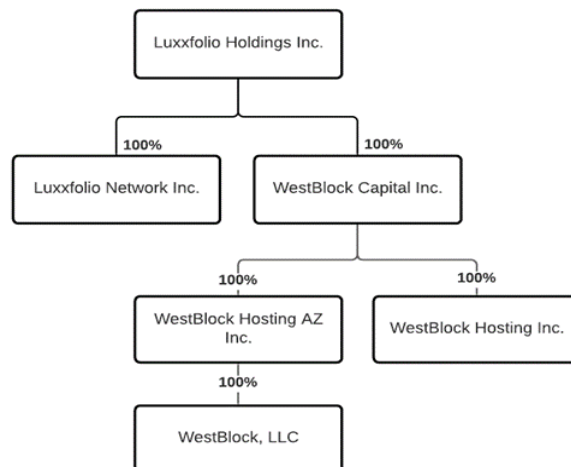 Luxxfolio Holdings Inc.
100%
100%
Luxxfolio Network Inc.
WestBlock Capital Inc.
100%
100%
WestBlock Hosting AZ
Inc.
WestBlock Hosting Inc.
100%
WestBlock, LLC